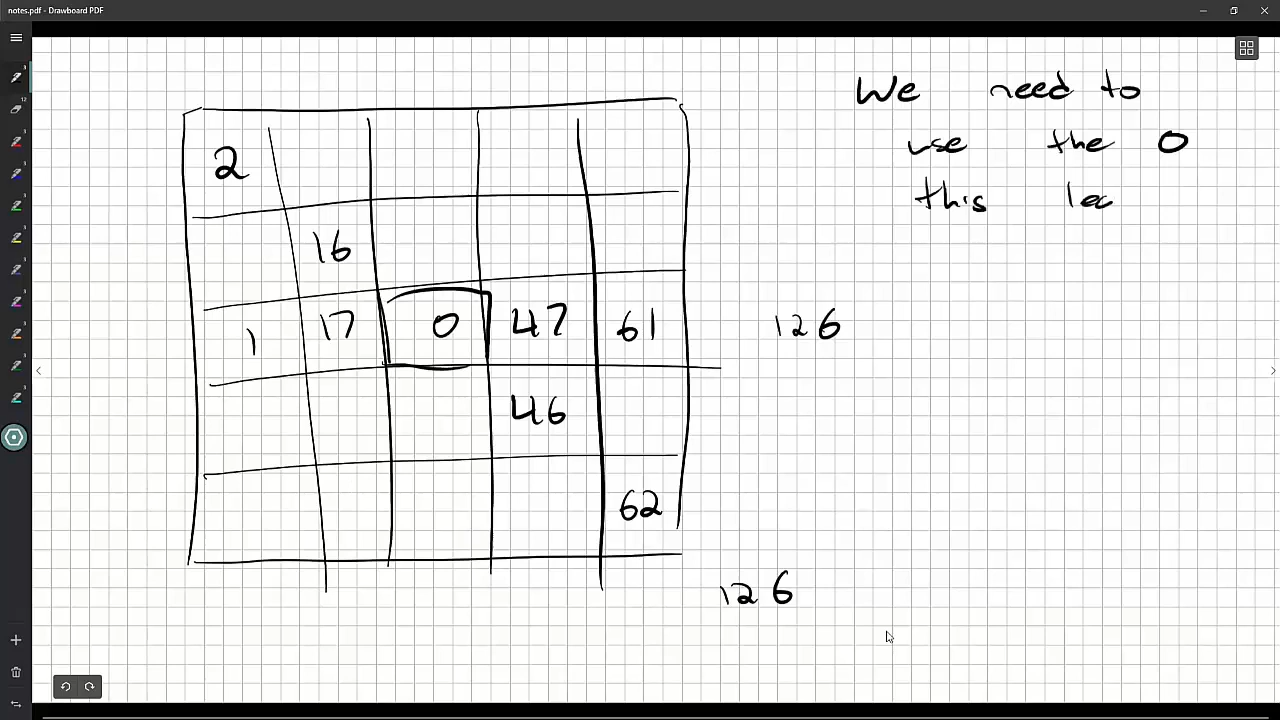 notes.pdf - Drawboard PDF
We need to
use the 0
this lec
2
16
1 17 0 47 61 126
46
62
126